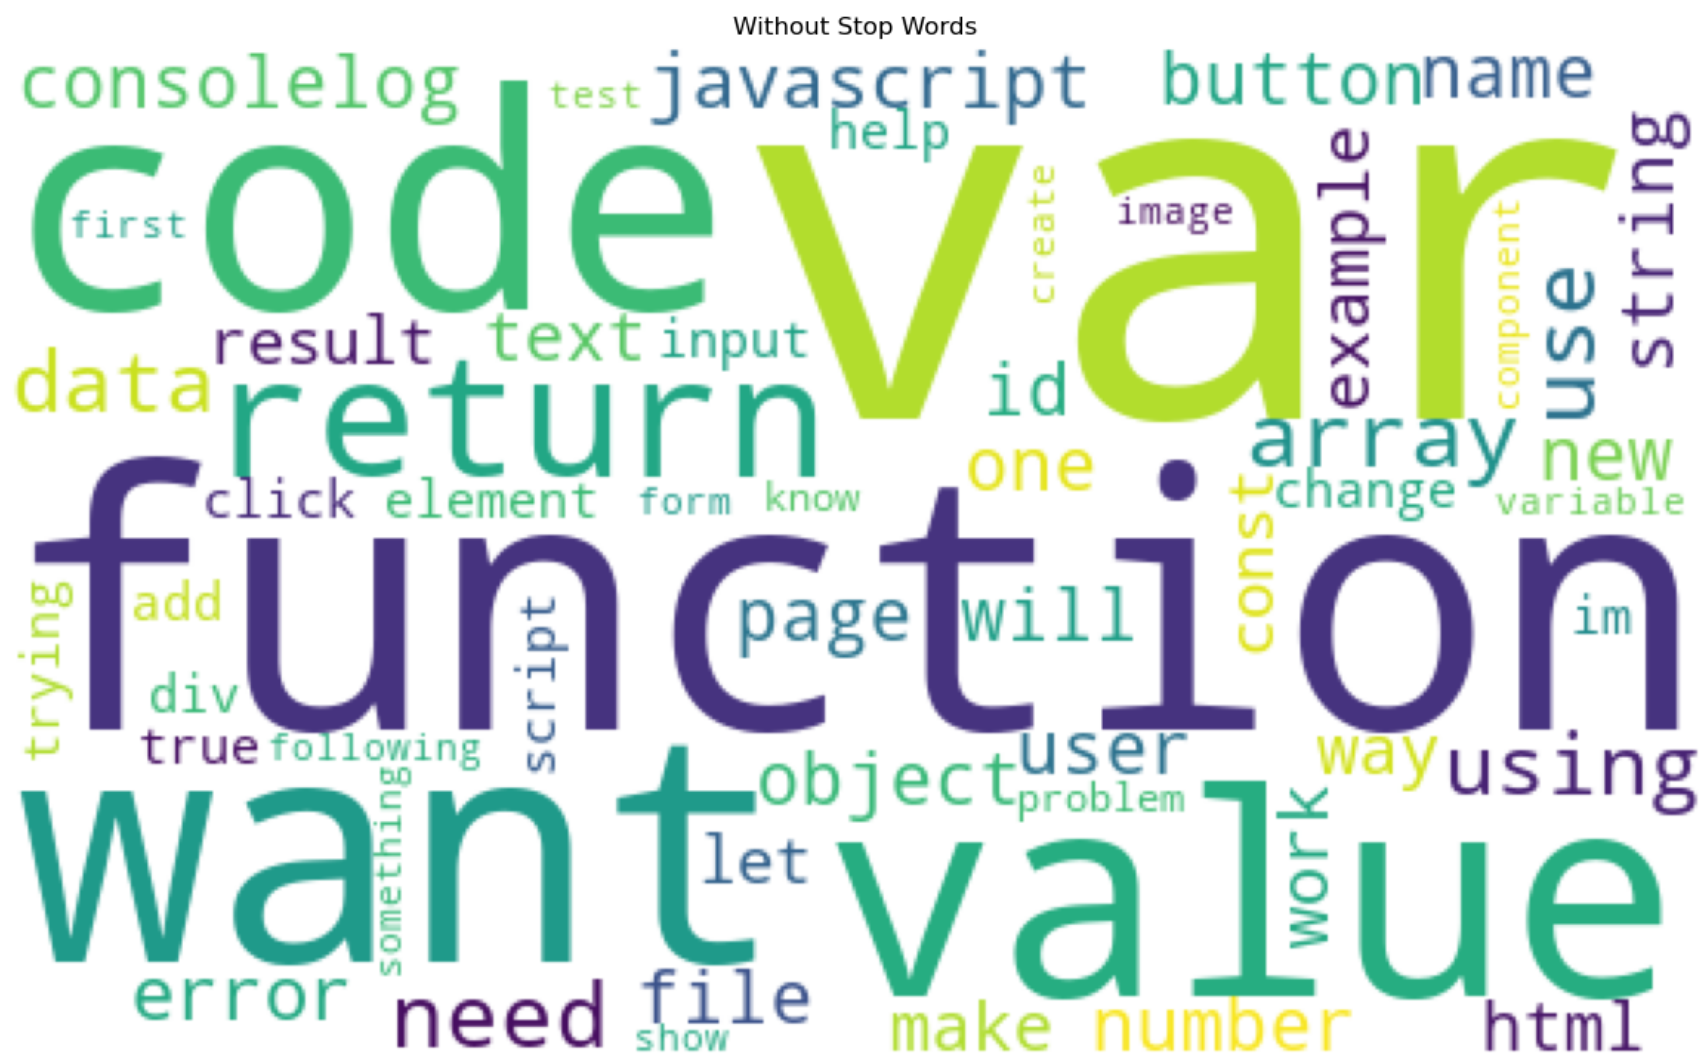 Without Stop Words
consolelog
test
javascript
button
name
help
string
code
var
example
create
first
image
component
use
result
text
input
data
return
id
array
one
new
click
element
form
know
const
change
variable
function
trying
add
script
page
will
im
div
true
following
user
way
using
want
something
object
problem
value
work
let
error
need
file
show
make
number
html